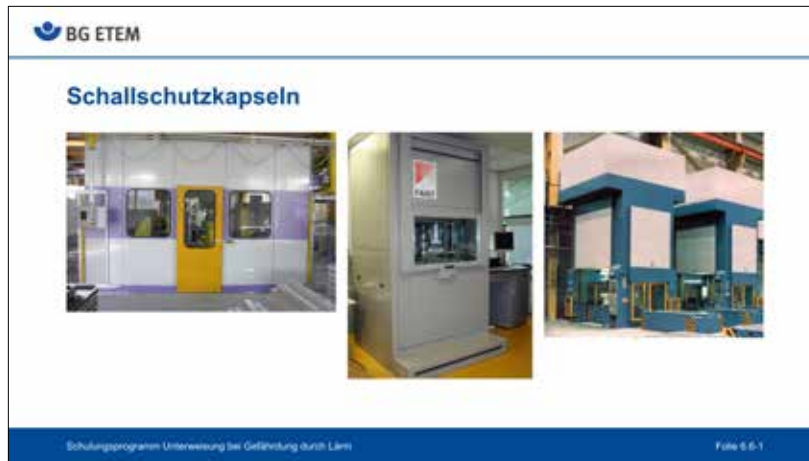 BG ETEM
Schallschutzkapseln
Schulungsprogramm Unterweisung bei Gefährdung durch Lärm
Folie 6.6-1